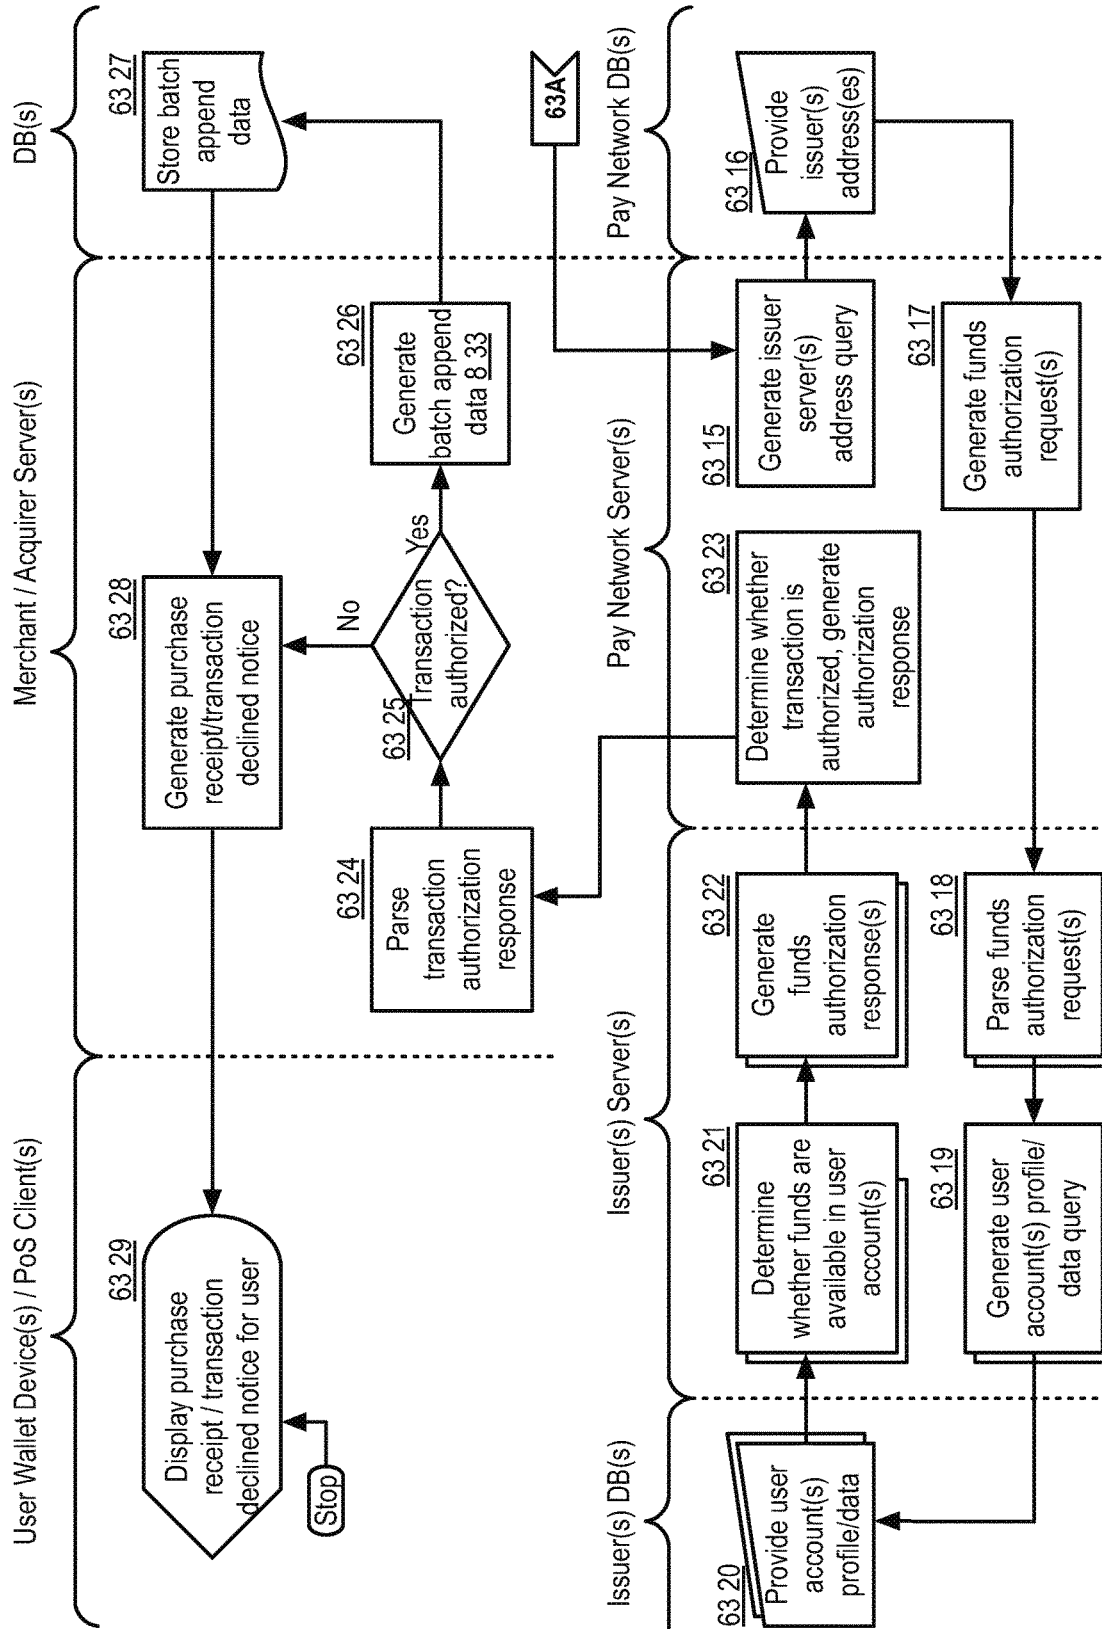 User Wallet Device(s) / PoS Client(s)
Merchant / Acquirer Server(s)
DB(s)
63 29
Display purchase
receipt / transaction
declined notice for user
Stop
63 28
Generate purchase
receipt/transaction
declined notice
63 27
Store batch
append
data
63 24
Parse
transaction
authorization
response
63 25
Transaction
authorized?
No
Yes
63 26
Generate
batch append
data 8 33
63A
Issuer(s) DB(s)
Issuer(s) Server(s)
Pay Network Server(s)
Pay Network DB(s)
63 20
Provide user
account(s)
profile/data
63 21
Determine
whether funds are
available in user
account(s)
63 22
Generate
funds
authorization
response(s)
63 23
Determine whether
transaction is
authorized, generate
authorization
response
63 15
Generate issuer
server(s)
address query
63 16
Provide
issuer(s)
address(es)
63 19
Generate user
account(s) profile/
data query
63 18
Parse funds
authorization
request(s)
63 17
Generate funds
authorization
request(s)